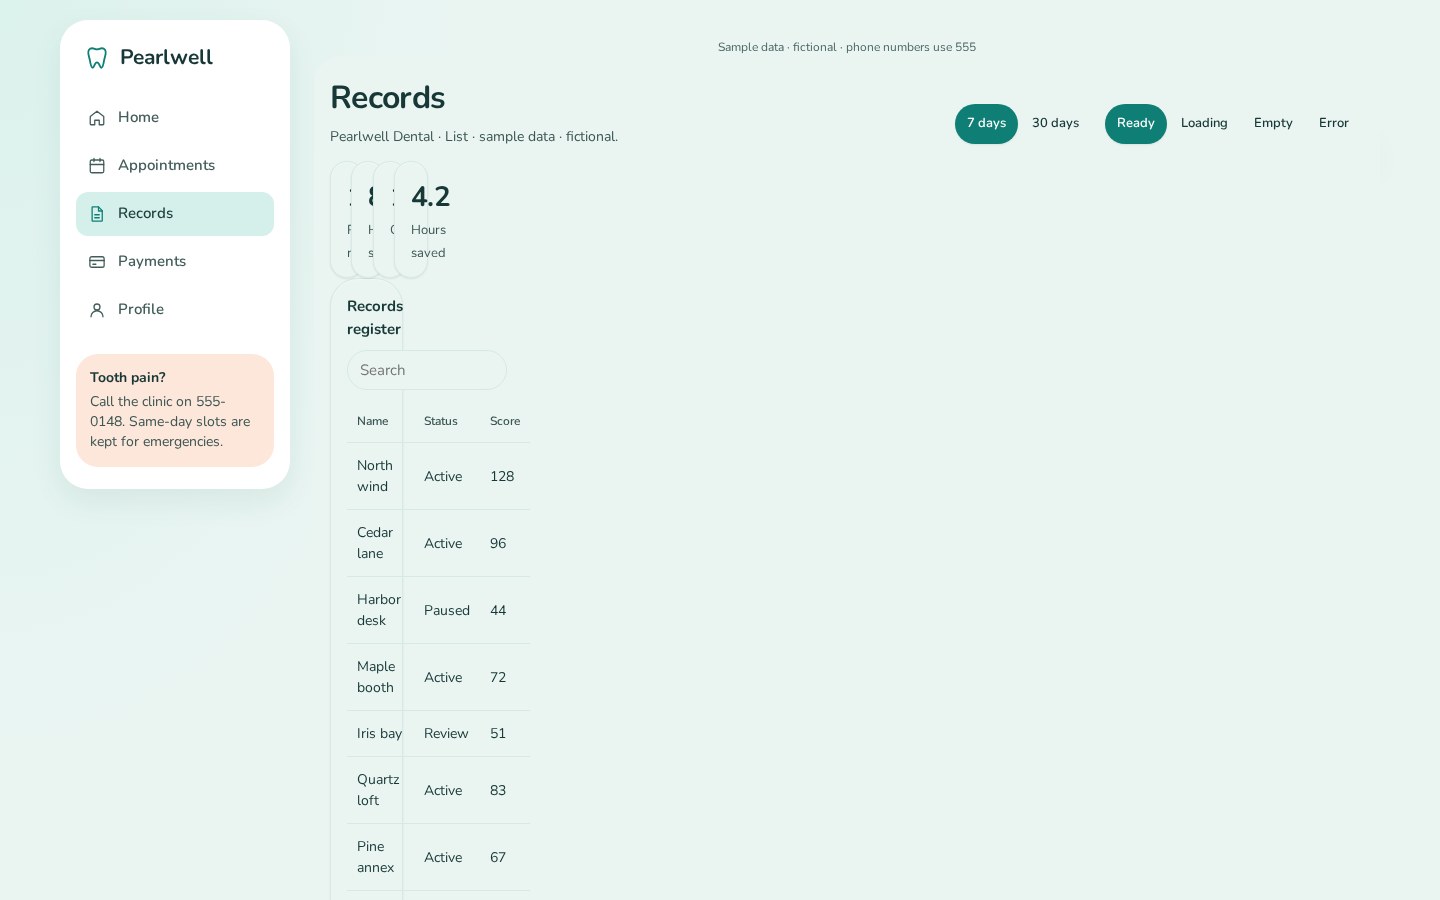 Pearlwell
Home
Appointments
Records
Payments
Profile
Tooth pain?
Call the clinic on 555-
0148. Same-day slots are
kept for emergencies.
Sample data · fictional · phone numbers use 555
Records
Pearlwell Dental · List · sample data · fictional.
7 days 30 days Ready Loading Empty Error
4.2
Hours
saved
Records
register
Search
Name Status Score
North
wind
Active 128
Cedar
lane
Active 96
Harbor
desk
Paused 44
Maple
booth
Active 72
Iris bay Review 51
Quartz
loft
Active 83
Pine
annex
Active 67